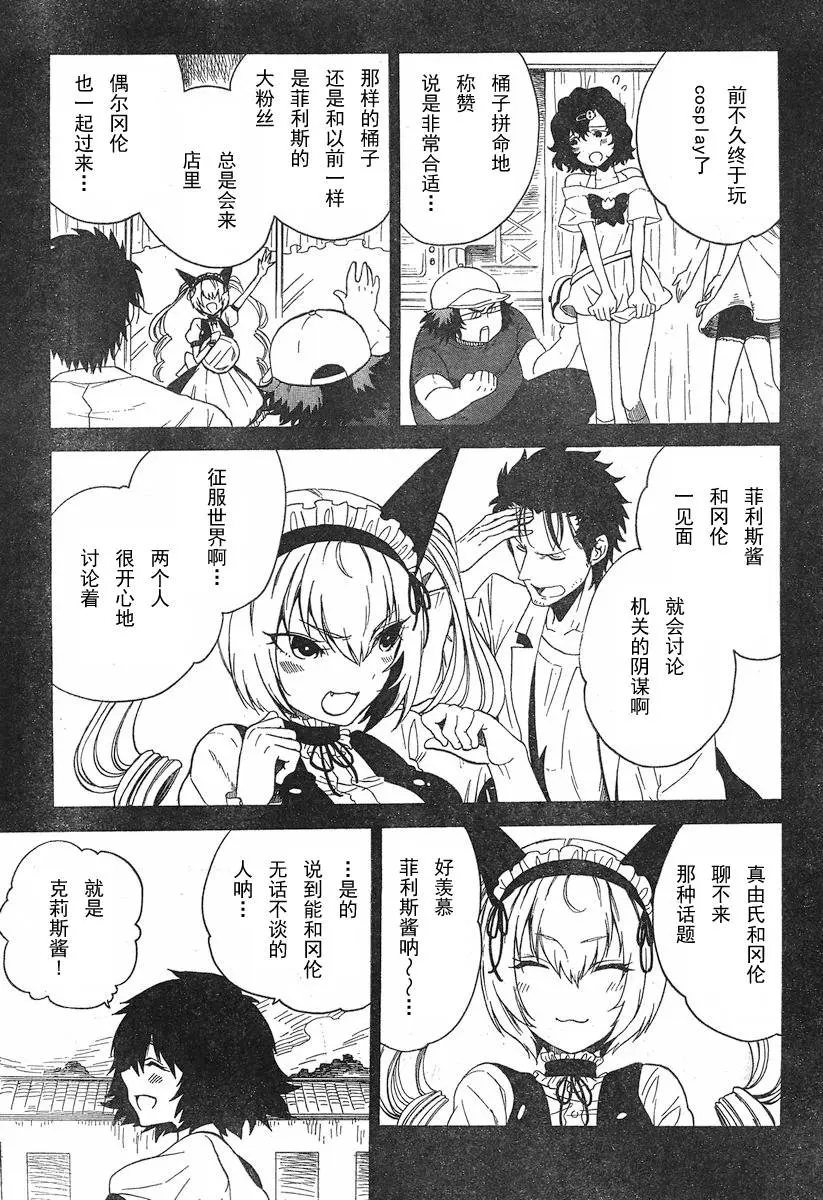 前不久终于玩
cosplay了
桶子拼命地
称赞
说是非常合适…
那样的桶子
还是和以前一样
是菲利斯的
大粉丝
总是会来
店里
偶尔冈伦
也一起过来…
菲利斯酱
和冈伦
一见面
就会讨论
机关的阴谋啊
征服世界啊…
两个人
很开心地
讨论着
真由氏和冈伦
聊不来
那种话题
好羡慕
菲利斯酱呐～～…
…是的
说到能和冈伦
无话不谈的
人呐…
就是
克莉斯酱！